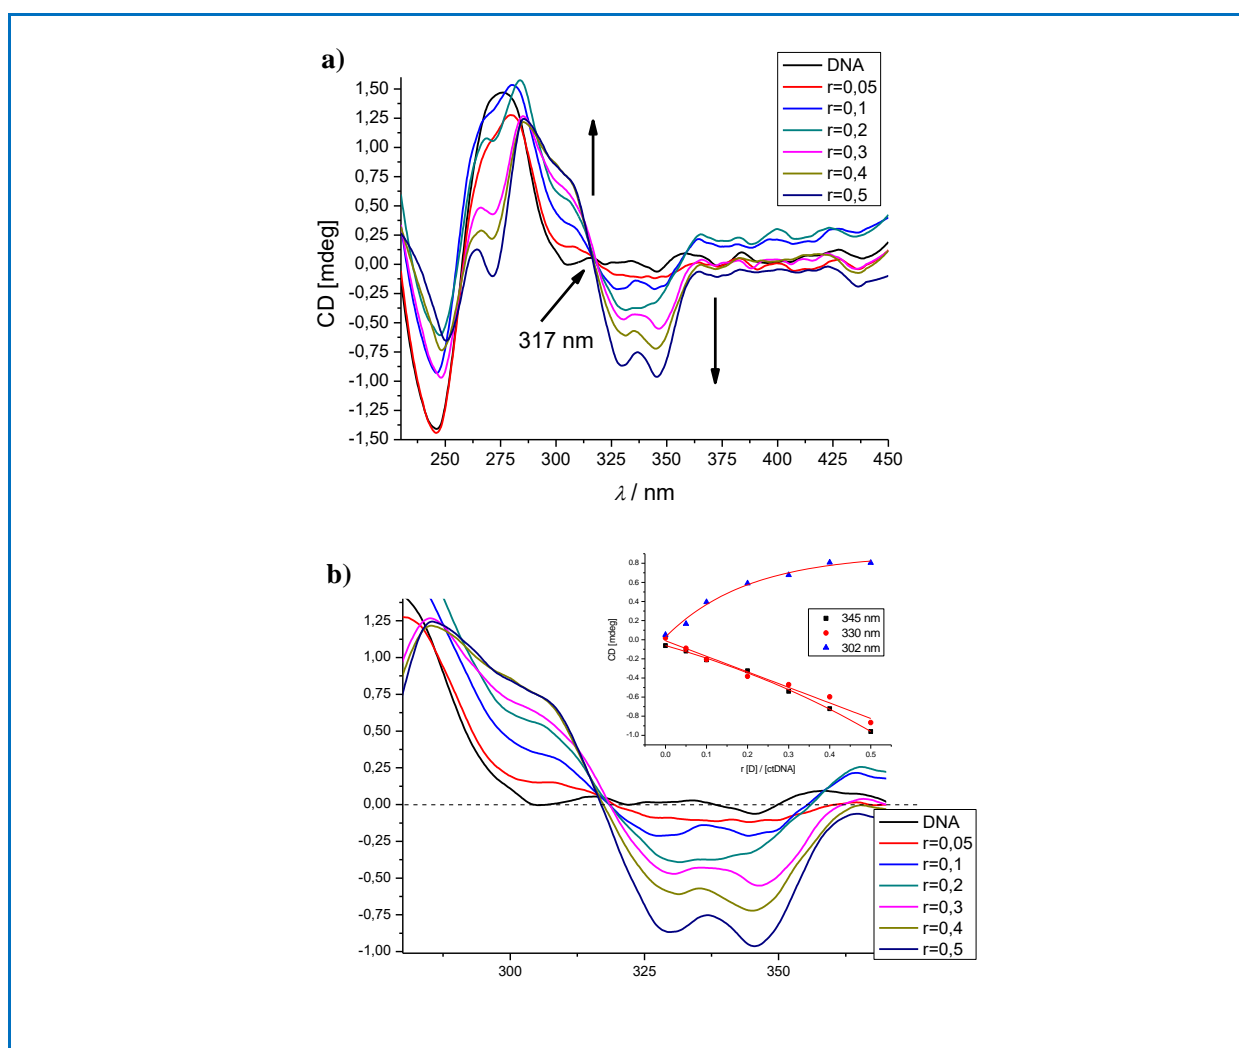 a)
DNA
r=0,05
r=0,1
r=0,2
r=0,3
r=0,4
r=0,5
1,50
1,25
1,00
0,75
0,50
0,25
0,00
-0,25
-0,50
-0,75
-1,00
-1,25
-1,50
CD [mdeg]
317 nm
250 275 300 325 350 375 400 425 450
λ / nm
b)
1,25
1,00
0,75
0,50
0,25
0,00
-0,25
-0,50
-0,75
-1,00
300 325 350
0.8
0.6
0.4
0.2
0.0
-0.2
-0.4
-0.6
-0.8
-1.0
CD [mdeg]
345 nm
330 nm
302 nm
0.0 0.1 0.2 0.3 0.4 0.5
r [D] / [ctDNA]
DNA
r=0,05
r=0,1
r=0,2
r=0,3
r=0,4
r=0,5